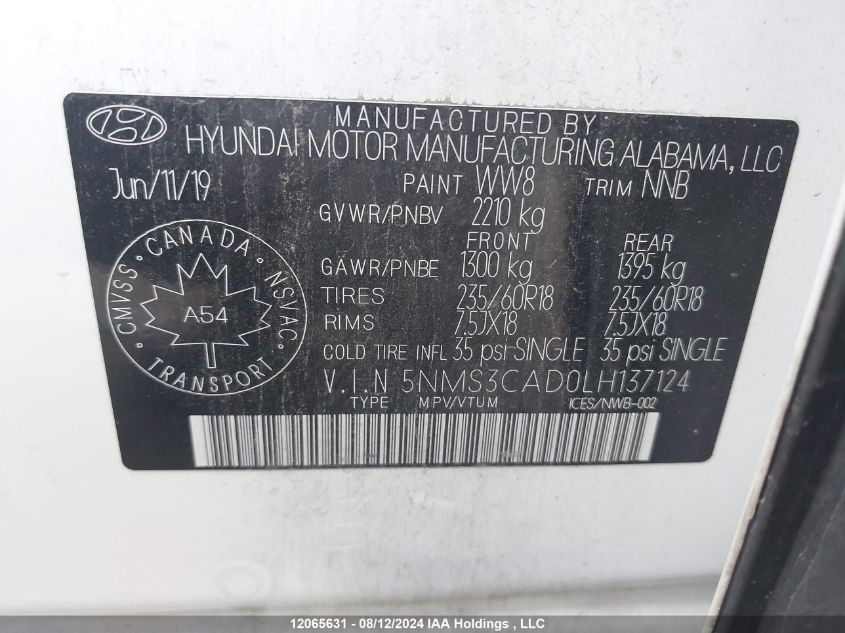 MANUFACTURED BY
HYUNDAI MOTOR MANUFACTURING ALABAMA, LLC
Jun/11/19 PAINT WW8 TRIM NNB
GVWR/PNBV 2210 kg
FRONT REAR
GAWR/PNBE 1300 kg 1395 kg
TIRES 235/60R18 235/60R18
RIMS 7.5JX18 7.5JX18
COLD TIRE INFL 35 psi SINGLE 35 psi SINGLE
V.I.N 5NMS3CAD0LH137124
TYPE MPV/VTUM ICES/NWB-002
CMVSS CANADA NSVAC
A54
TRANSPORT
12065631 - 08/12/2024 IAA Holdings , LLC